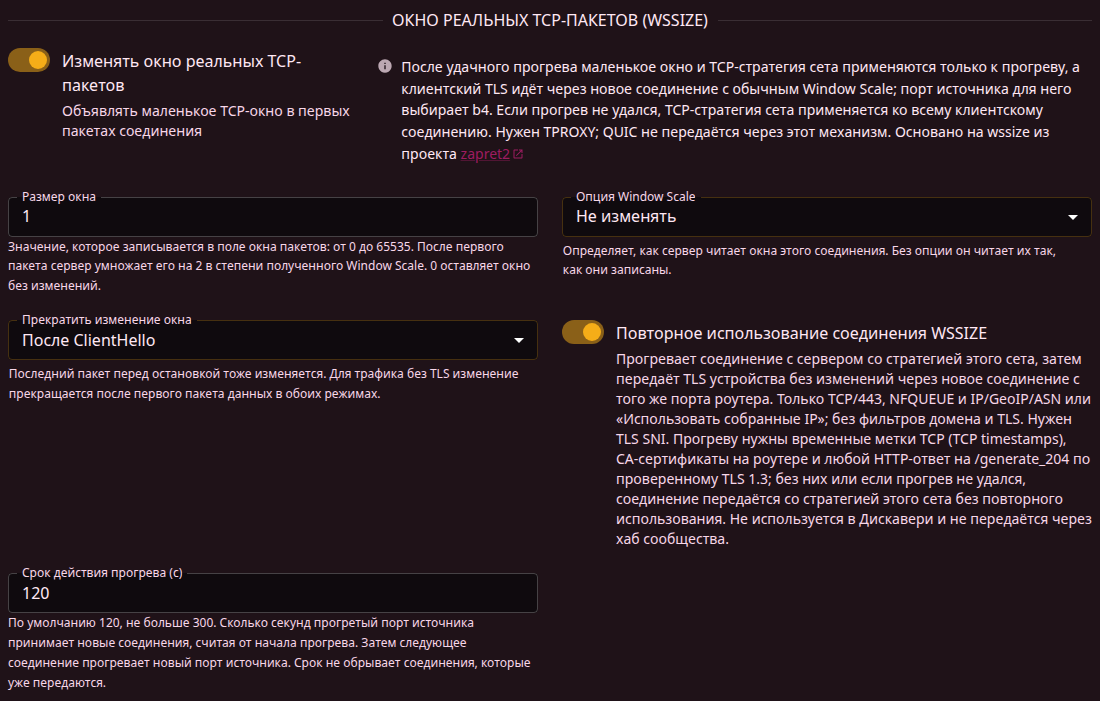 ОКНО РЕАЛЬНЫХ TCP-ПАКЕТОВ (WSSIZE)
Изменять окно реальных TCP-
пакетов
Объявлять маленькое TCP-окно в первых
пакетах соединения
После удачного прогрева маленькое окно и TCP-стратегия сета применяются только к прогреву, а
клиентский TLS идёт через новое соединение с обычным Window Scale; порт источника для него
выбирает b4. Если прогрев не удался, TCP-стратегия сета применяется ко всему клиентскому
соединению. Нужен TPROXY; QUIC не передаётся через этот механизм. Основано на wssize из
проекта zapret2
Размер окна
1
Значение, которое записывается в поле окна пакетов: от 0 до 65535. После первого
пакета сервер умножает его на 2 в степени полученного Window Scale. 0 оставляет окно
без изменений.
Опция Window Scale
Не изменять
Определяет, как сервер читает окна этого соединения. Без опции он читает их так,
как они записаны.
Прекратить изменение окна
После ClientHello
Последний пакет перед остановкой тоже изменяется. Для трафика без TLS изменение
прекращается после первого пакета данных в обоих режимах.
Повторное использование соединения WSSIZE
Прогревает соединение с сервером со стратегией этого сета, затем
передаёт TLS устройства без изменений через новое соединение с
того же порта роутера. Только TCP/443, NFQUEUE и IP/GeoIP/ASN или
«Использовать собранные IP»; без фильтров домена и TLS. Нужен
TLS SNI. Прогреву нужны временные метки TCP (TCP timestamps),
CA-сертификаты на роутере и любой HTTP-ответ на /generate_204 по
проверенному TLS 1.3; без них или если прогрев не удался,
соединение передаётся со стратегией этого сета без повторного
использования. Не используется в Дискавери и не передаётся через
хаб сообщества.
Срок действия прогрева (с)
120
По умолчанию 120, не больше 300. Сколько секунд прогретый порт источника
принимает новые соединения, считая от начала прогрева. Затем следующее
соединение прогревает новый порт источника. Срок не обрывает соединения, которые
уже передаются.